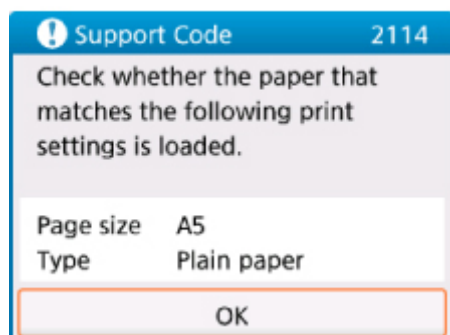 Support Code 2114
Check whether the paper that
matches the following print
settings is loaded.
Page size A5
Type Plain paper
OK